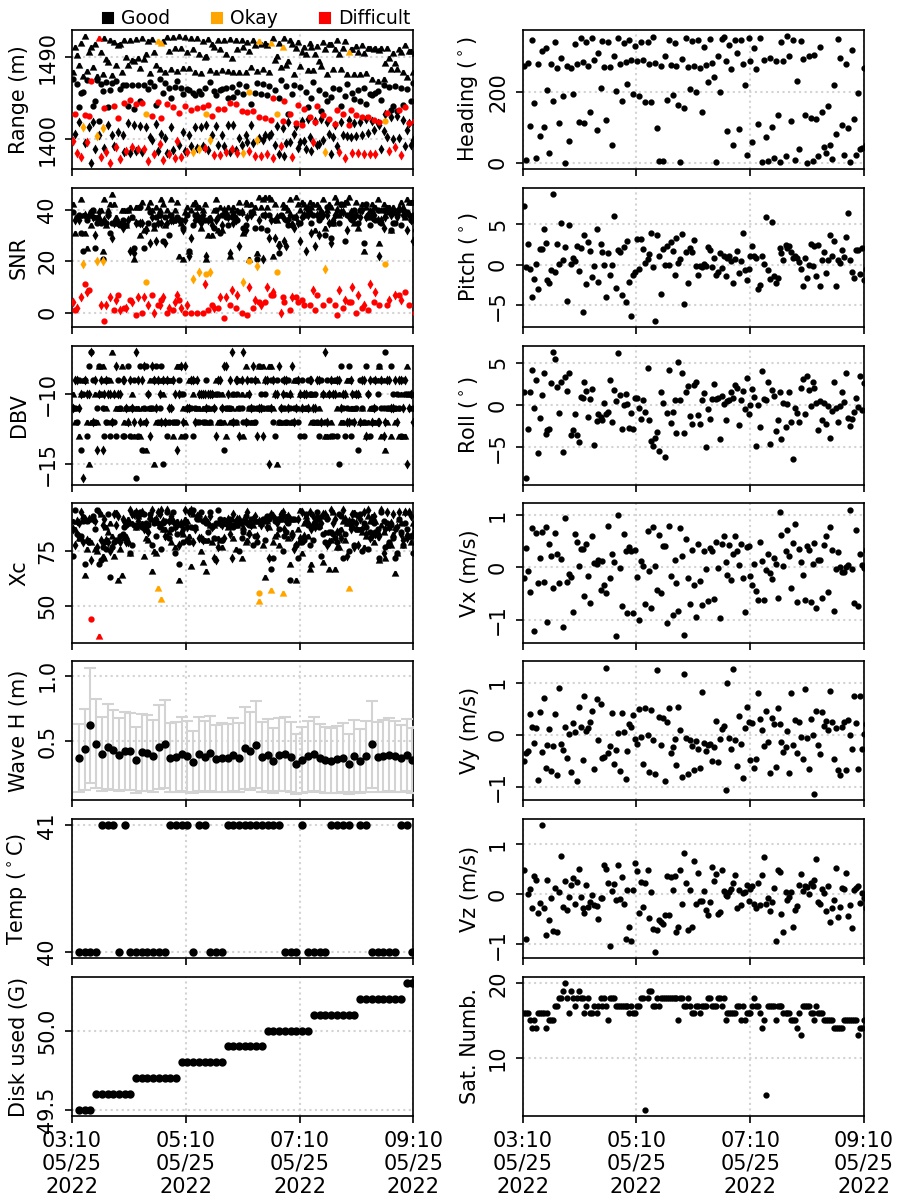 Good Okay Difficult
Range (m)
1490
1400
Heading (°)
200
0
SNR
40
20
0
Pitch (°)
5
0
−5
DBV
−10
−15
Roll (°)
5
0
−5
Xc
75
50
Vx (m/s)
1
0
−1
Wave H (m)
1.0
0.5
Vy (m/s)
1
0
−1
Temp (°C)
41
40
Vz (m/s)
1
0
−1
Disk used (G)
50.0
49.5
Sat. Numb.
20
10
03:10 05:10 07:10 09:10 03:10 05:10 07:10 09:10
05/25 05/25 05/25 05/25 05/25 05/25 05/25 05/25
2022 2022 2022 2022 2022 2022 2022 2022